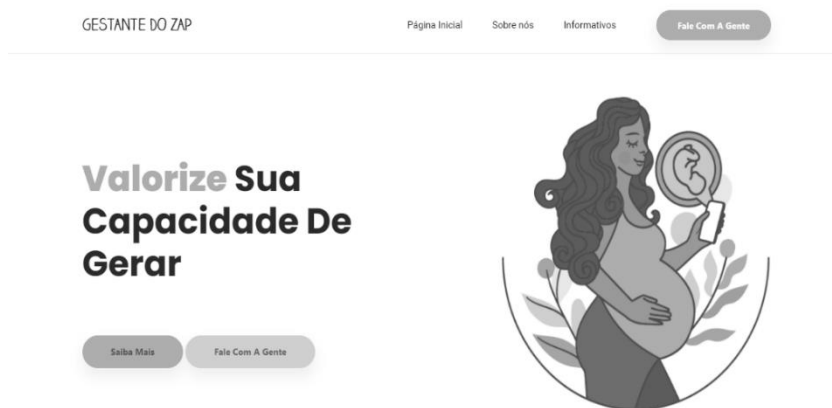 GESTANTE DO ZAP
Página Inicial
Sobre nós
Informativos
Fale Com A Gente
Valorize Sua
Capacidade De
Gerar
Saiba Mais
Fale Com A Gente